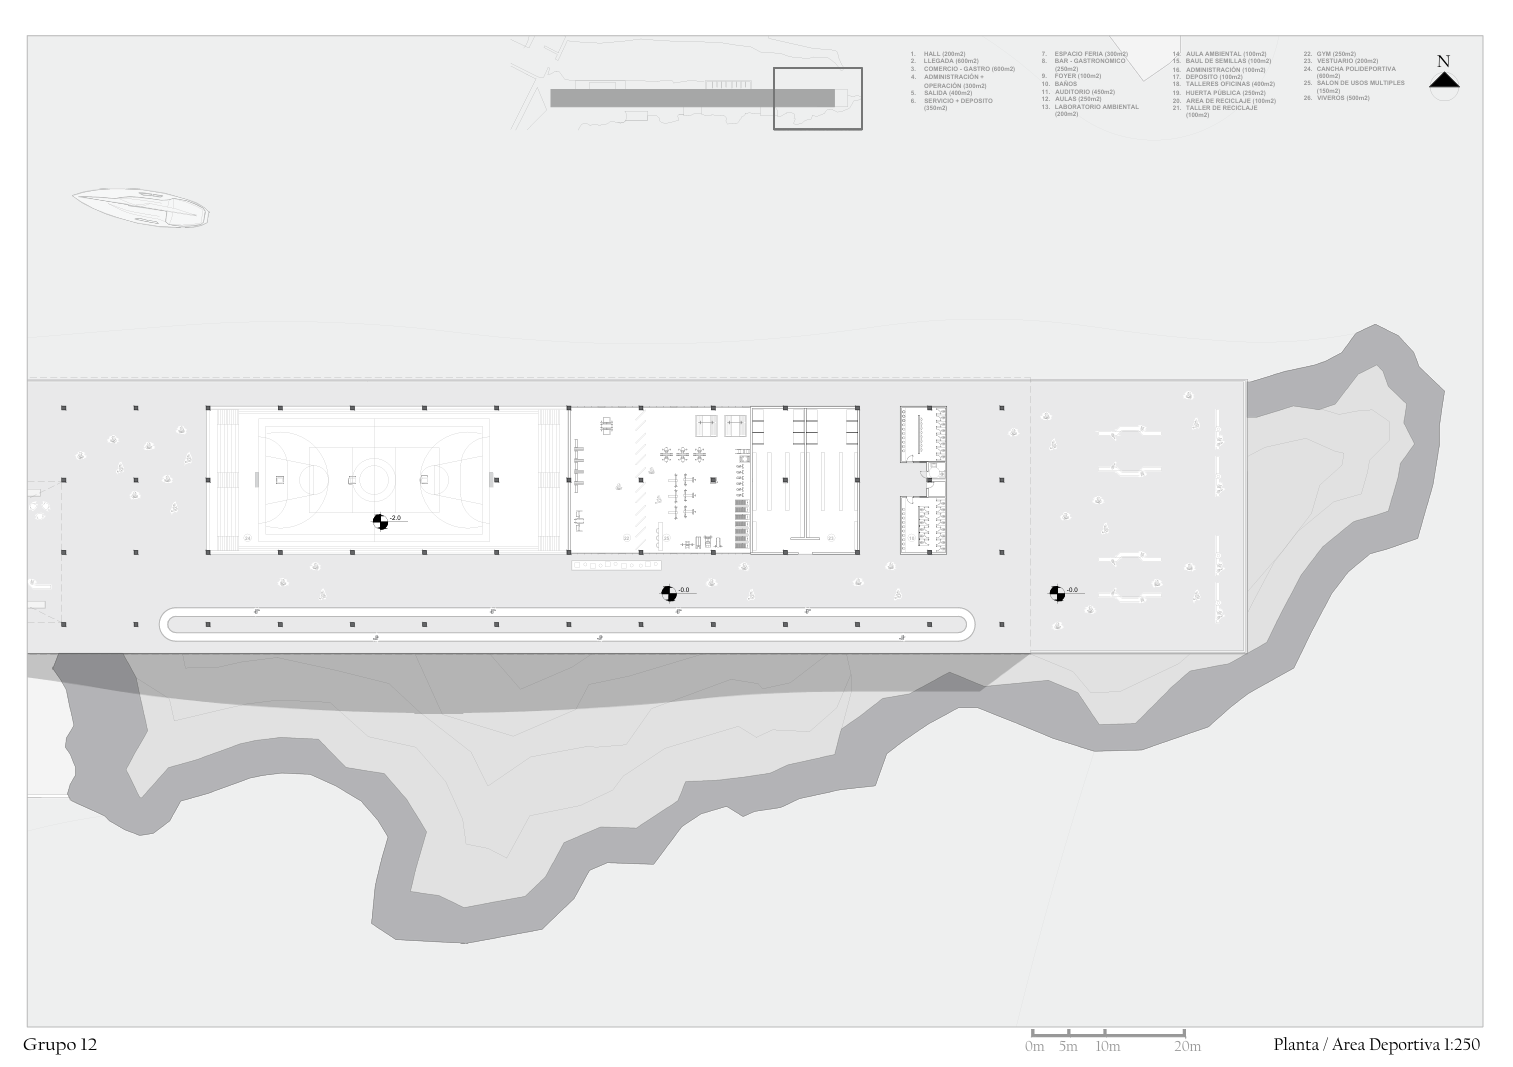 1. HALL (200m2)
2. LLEGADA (600m2)
3. COMERCIO - GASTRO (600m2)
4. ADMINISTRACIÓN +
OPERACIÓN (300m2)
5. SALIDA (400m2)
6. SERVICIO + DEPOSITO
(350m2)
7. ESPACIO FERIA (300m2)
8. BAR - GASTRONOMICO
(250m2)
9. FOYER (100m2)
10. BAÑOS
11. AUDITORIO (450m2)
12. AULAS (250m2)
13. LABORATORIO AMBIENTAL
(200m2)
14. AULA AMBIENTAL (100m2)
15. BAUL DE SEMILLAS (100m2)
16. ADMINISTRACIÓN (100m2)
17. DEPOSITO (100m2)
18. TALLERES OFICINAS (400m2)
19. HUERTA PÚBLICA (250m2)
20. AREA DE RECICLAJE (100m2)
21. TALLER DE RECICLAJE
(100m2)
22. GYM (250m2)
23. VESTUARIO (200m2)
24. CANCHA POLIDEPORTIVA
(600m2)
25. SALON DE USOS MULTIPLES
(150m2)
26. VIVEROS (500m2)
N
-2.0
24
23
-0.0
-0.0
Grupo 12
0m 5m 10m 20m
Planta / Area Deportiva 1:250